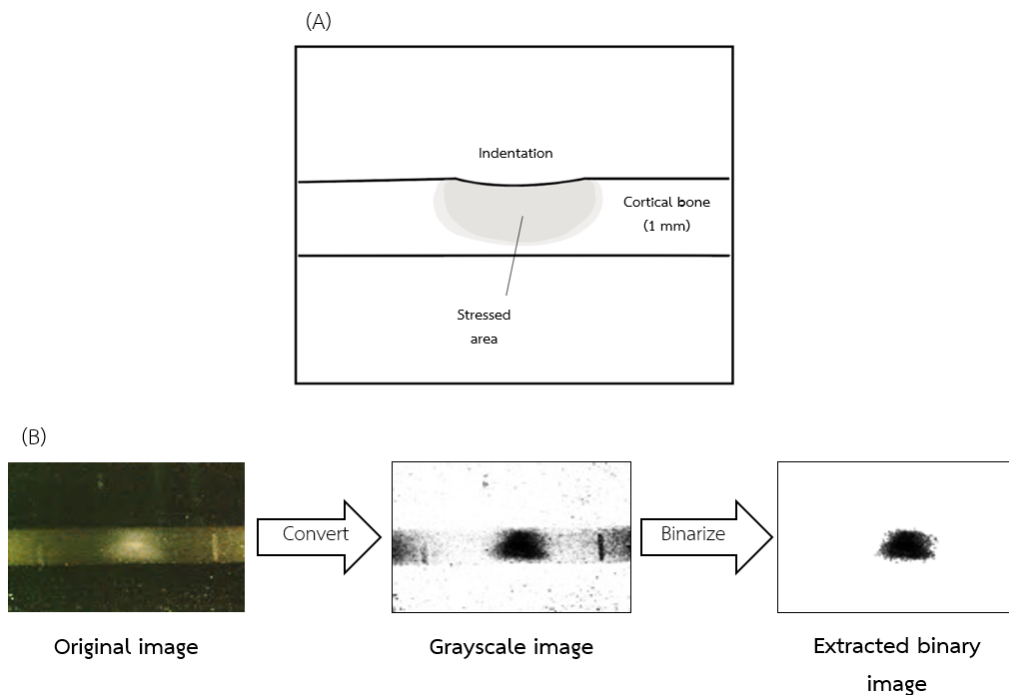 (A)
Indentation
Cortical bone
(1 mm)
Stressed
area
(B)
Convert
Binarize
Original image
Grayscale image
Extracted binary
image